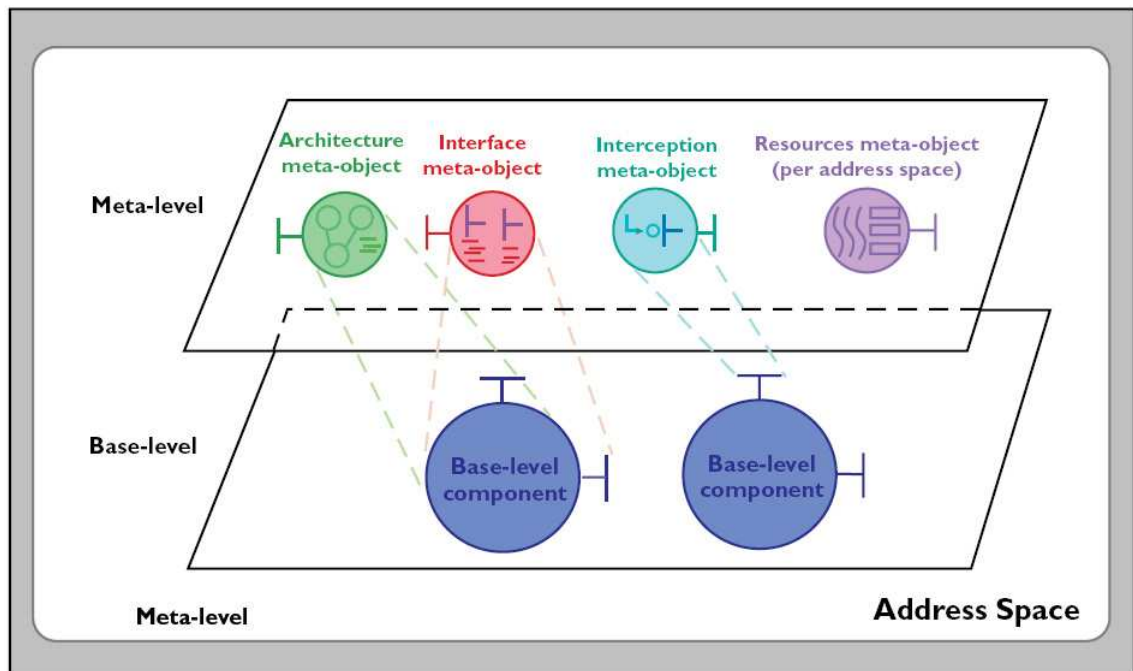 Architecture
meta-object
Interface
meta-object
Interception
meta-object
Resources meta-object
(per address space)
Meta-level
Base-level
Base-level
component
Base-level
component
Meta-level
Address Space